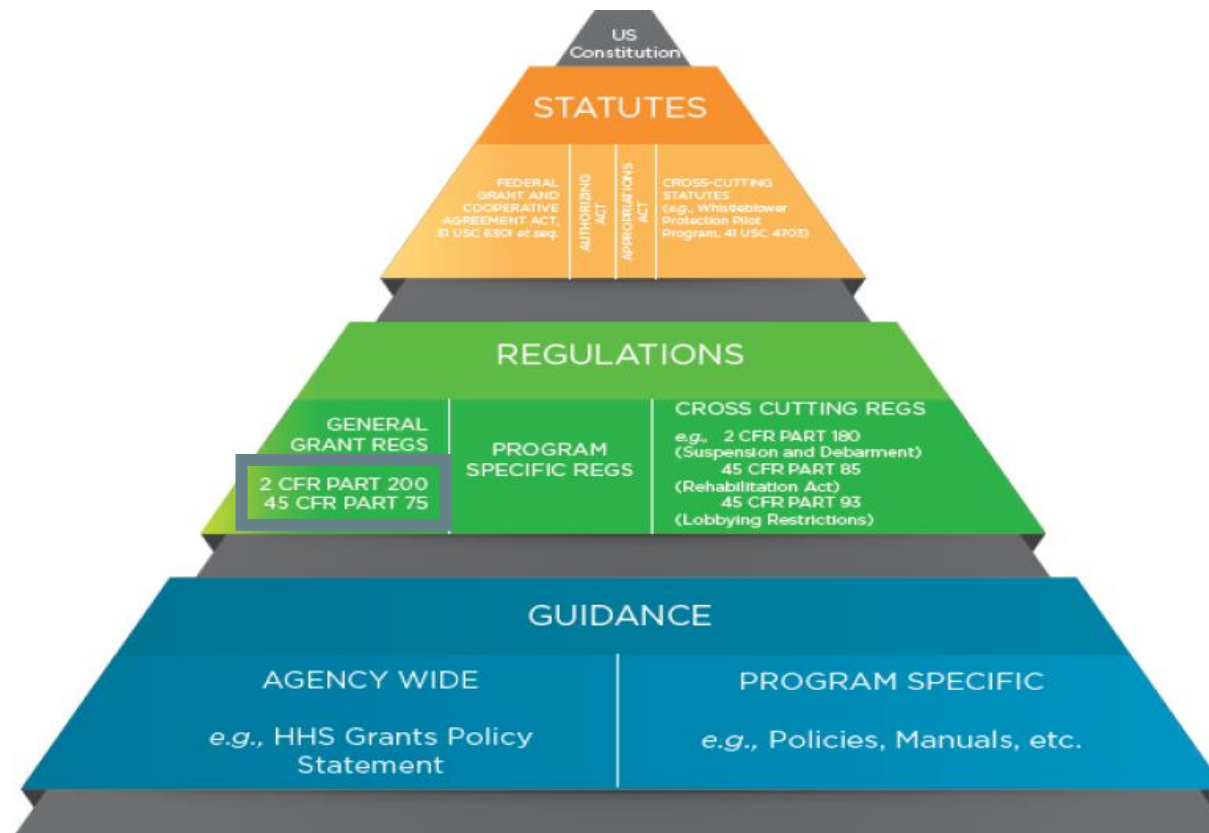 US
Constitution
STATUTES
FEDERAL
GRANT AND
COOPERATIVE
AGREEMENT ACT,
31 USC 6301 et seq.
AUTHORIZING
ACT
APPROPRIATIONS
ACT
CROSS-CUTTING
STATUTES
(e.g., Whistleblower
Protection Pilot
Program, 41 USC 4703)
REGULATIONS
GENERAL
GRANT REGS
2 CFR PART 200
45 CFR PART 75
PROGRAM
SPECIFIC REGS
CROSS CUTTING REGS
e.g., 2 CFR PART 180
(Suspension and Debarment)
45 CFR PART 85
(Rehabilitation Act)
45 CFR PART 93
(Lobbying Restrictions)
GUIDANCE
AGENCY WIDE
e.g., HHS Grants Policy
Statement
PROGRAM SPECIFIC
e.g., Policies, Manuals, etc.